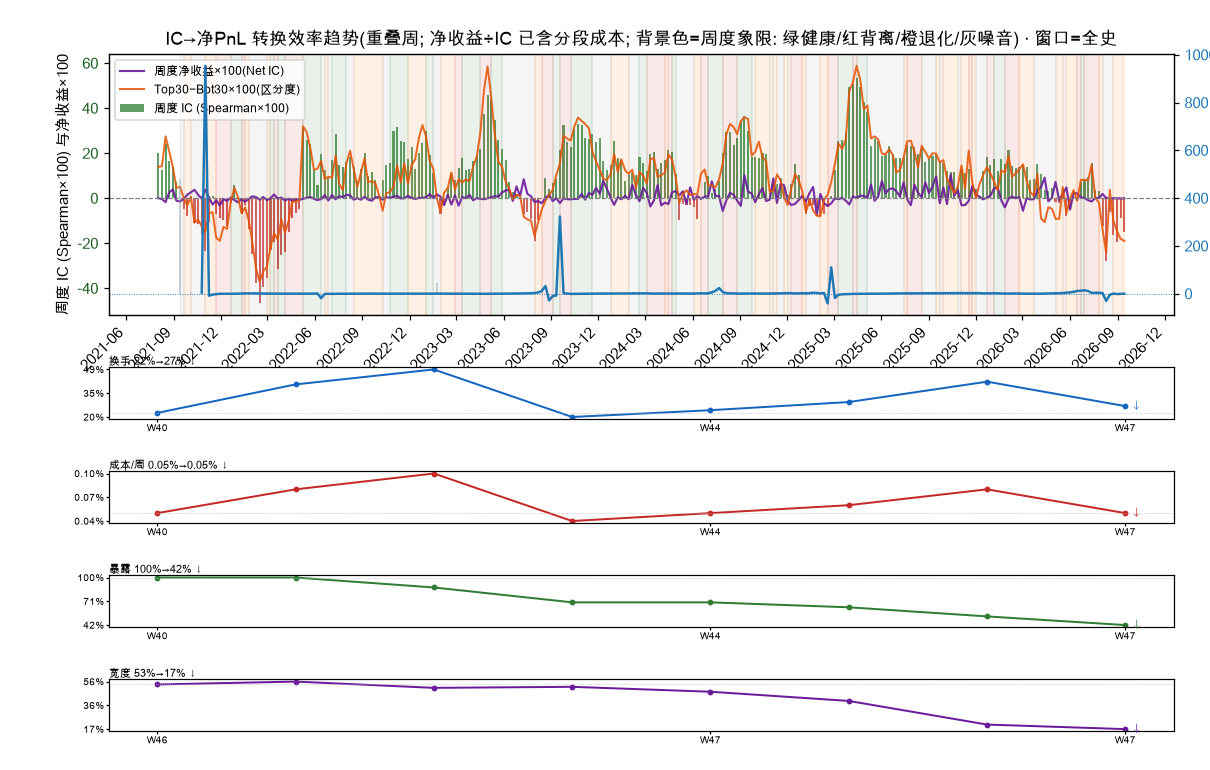 IC→净PnL 转换效率趋势(重叠周; 净收益÷IC 已含分段成本; 背景色=周度象限: 绿健康/红背离/橙退化/灰噪音) · 窗口=全史
周度 IC (Spearman×100) 与净收益×100
60
40
20
0
-20
-40
周度净收益×100(Net IC)
Top30−Bot30×100(区分度)
周度 IC (Spearman×100)
1000
800
600
400
200
0
2021-06
2021-09
2021-12
2022-03
2022-06
2022-09
2022-12
2023-03
2023-06
2023-09
2023-12
2024-03
2024-06
2024-09
2024-12
2025-03
2025-06
2025-09
2025-12
2026-03
2026-06
2026-09
2026-12
换手
49%
35%
20%
↓
W40
W44
W47
成本/周 0.05%→0.05% ↓
0.10%
0.07%
0.04%
↓
W40
W44
W47
暴露 100%→42% ↓
100%
71%
42%
↓
W40
W44
W47
宽度 53%→17% ↓
56%
36%
17%
↓
W46
W47
W47